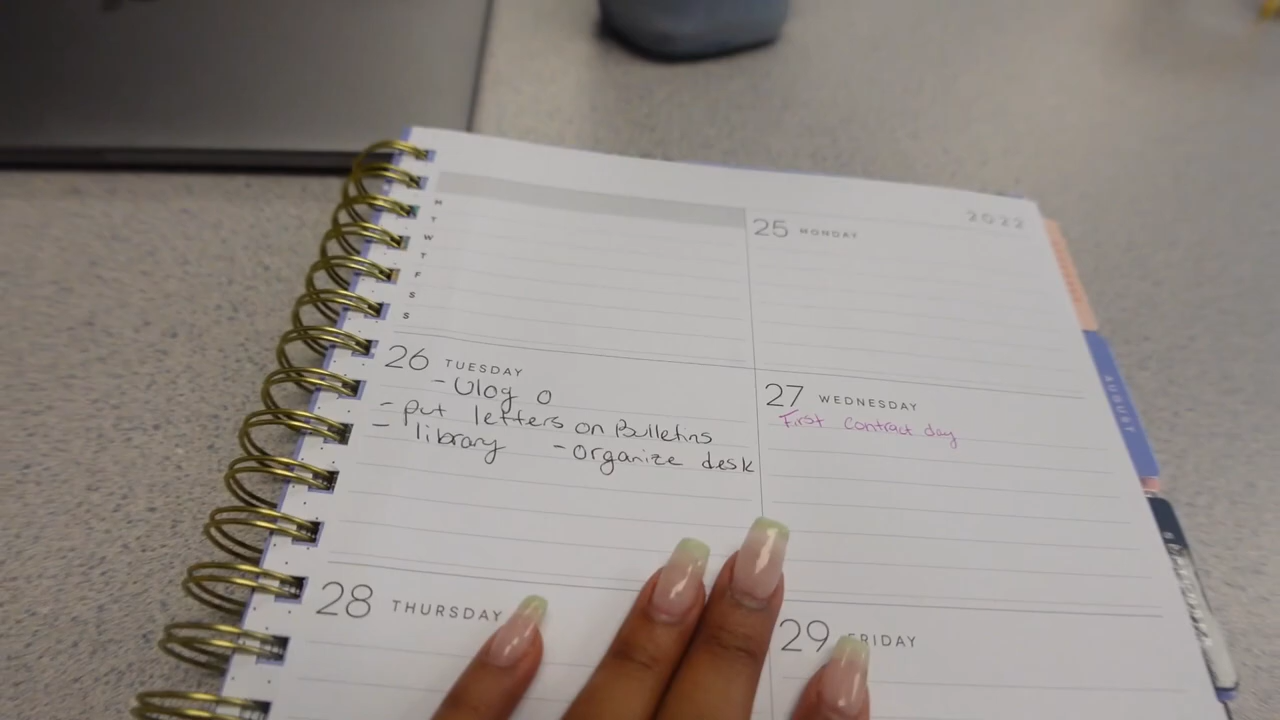 2022
25 MONDAY
M
T
W
T
F
S
S
26 TUESDAY
- Vlog 0
- put letters on Bulletins
- library - organize desk
27 WEDNESDAY
First contract day
28 THURSDAY
29 FRIDAY
AUGUST